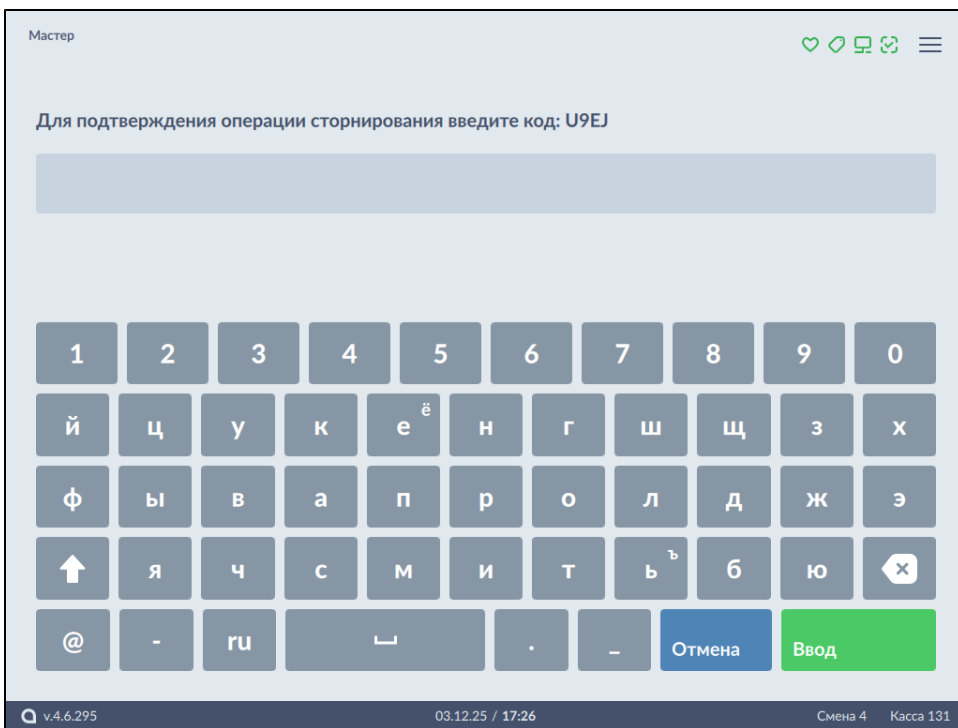 Мастер
Для подтверждения операции сторнирования введите код: U9EJ
1 2 3 4 5 6 7 8 9 0
й ц у к е ё н г ш щ з х
ф ы в а п р о л д ж э
я ч с м и т ь ъ б ю
@ - ru . _ Отмена Ввод
v.4.6.295 03.12.25 / 17:26 Смена 4 Касса 131